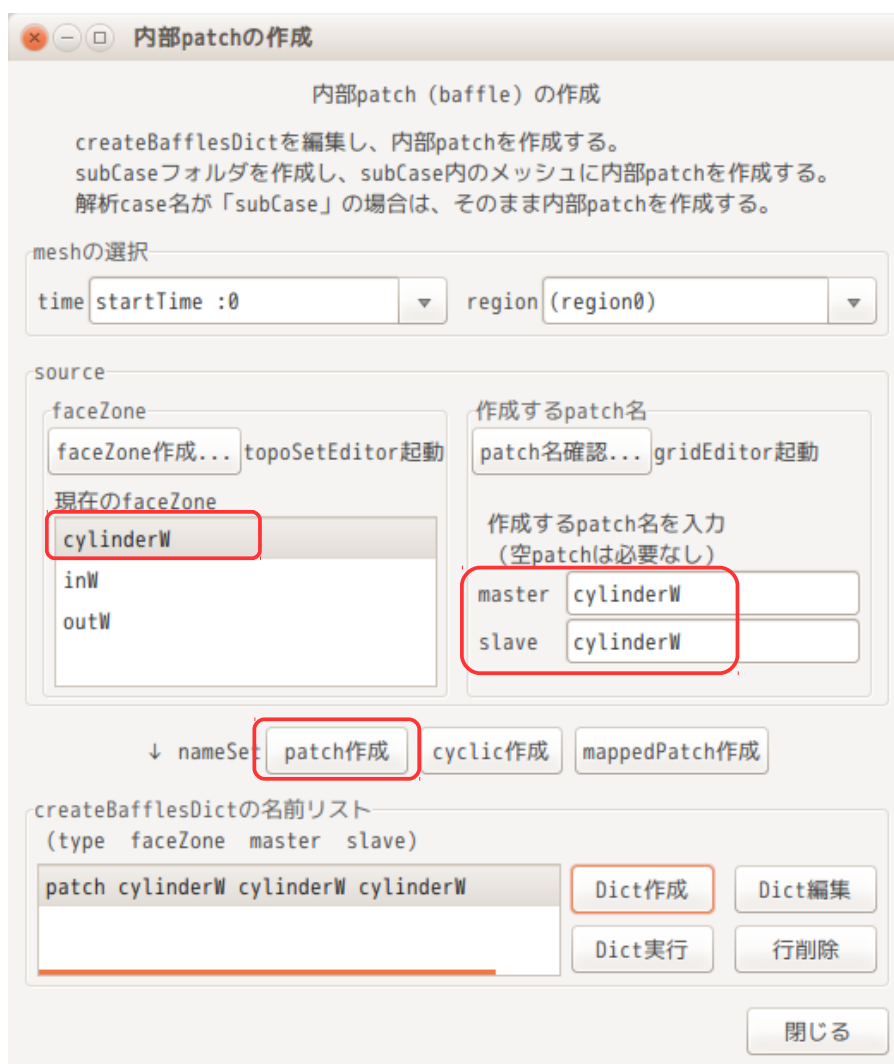 内部patchの作成
内部patch（baffle）の作成
createBafflesDictを編集し、内部patchを作成する。
subCaseフォルダを作成し、subCase内のメッシュに内部patchを作成する。
解析case名が「subCase」の場合は、そのまま内部patchを作成する。
meshの選択
time startTime :0 region (region0)
source
faceZone
faceZone作成... topoSetEditor起動
現在のfaceZone
cylinderW
inW
outW
作成するpatch名
patch名確認... gridEditor起動
作成するpatch名を入力
（空patchは必要なし）
master cylinderW
slave cylinderW
↓ nameSet patch作成 cyclic作成 mappedPatch作成
createBafflesDictの名前リスト
(type faceZone master slave)
patch cylinderW cylinderW cylinderW
Dict作成 Dict編集
Dict実行 行削除
閉じる